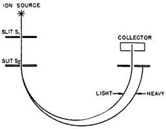 ION SOURCE
SLIT S₁
COLLECTOR
SLIT S₂
LIGHT
HEAVY